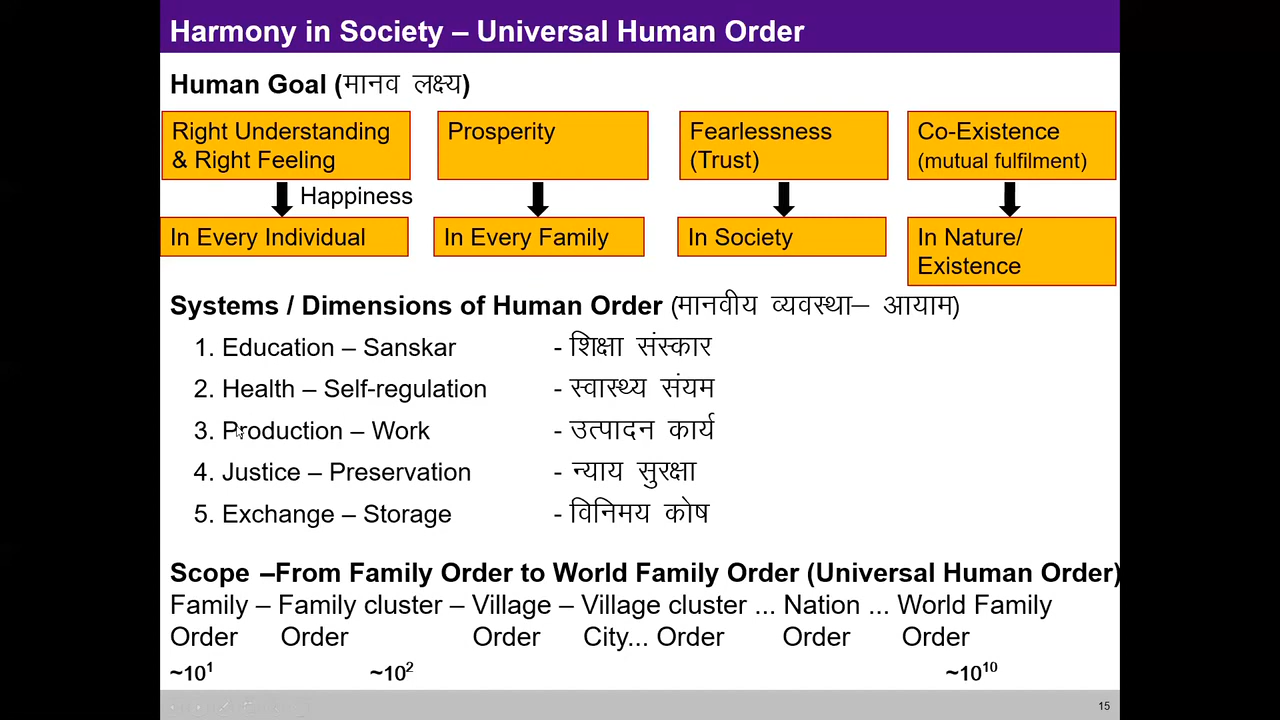 Harmony in Society – Universal Human Order
Human Goal (मानव लक्ष्य)
Right Understanding & Right Feeling
Prosperity
Fearlessness (Trust)
Co-Existence (mutual fulfilment)
Happiness
In Every Individual
In Every Family
In Society
In Nature/ Existence
Systems / Dimensions of Human Order (मानवीय व्यवस्था– आयाम)
1. Education – Sanskar - शिक्षा संस्कार
2. Health – Self-regulation - स्वास्थ्य संयम
3. Production – Work - उत्पादन कार्य
4. Justice – Preservation - न्याय सुरक्षा
5. Exchange – Storage - विनिमय कोष
Scope –From Family Order to World Family Order (Universal Human Order)
Family – Family cluster – Village – Village cluster ... Nation ... World Family
Order Order Order City... Order Order Order
~10¹ ~10² ~10¹⁰
15